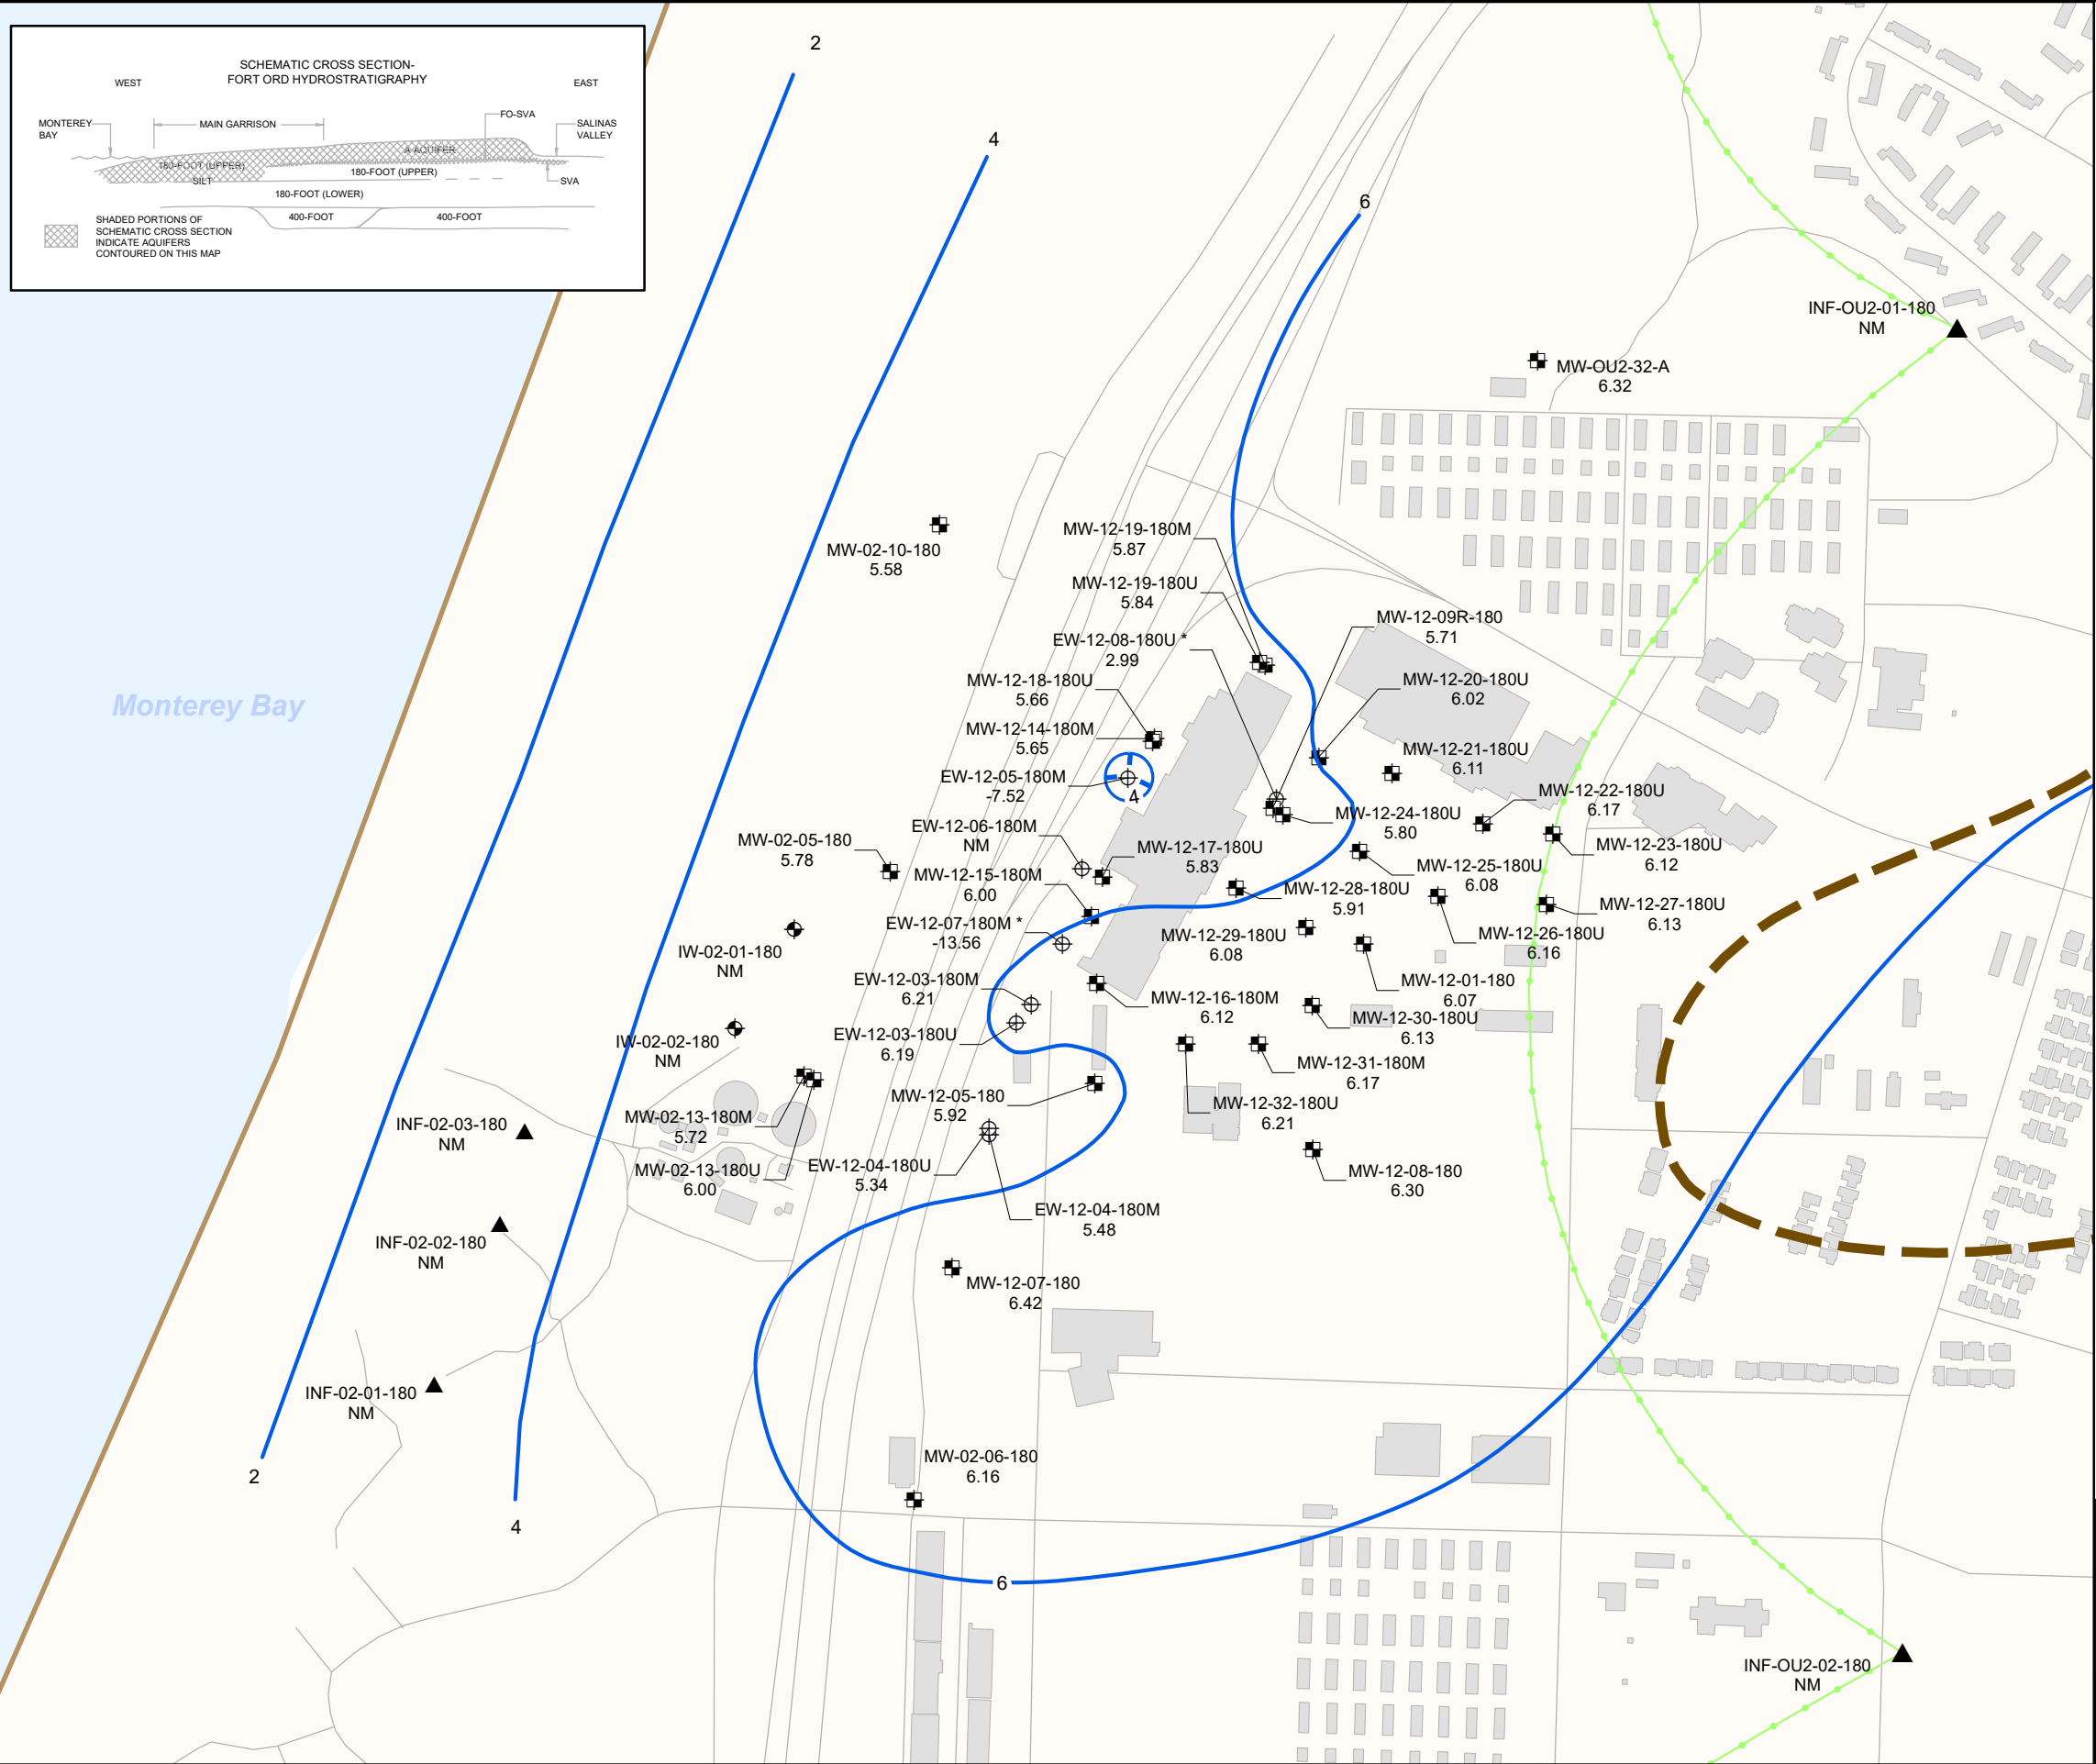 SCHEMATIC CROSS SECTION-
FORT ORD HYDROSTRATIGRAPHY
WEST
EAST
MONTEREY
BAY
MAIN GARRISON
FO-SVA
SALINAS
VALLEY
A-AQUIFER
180-FOOT (UPPER)
SILT
180-FOOT (UPPER)
SVA
180-FOOT (LOWER)
400-FOOT
400-FOOT
SHADED PORTIONS OF
SCHEMATIC CROSS SECTION
INDICATE AQUIFERS
CONTOURED ON THIS MAP
2
4
6
INF-OU2-01-180
NM
MW-OU2-32-A
6.32
MW-02-10-180
5.58
MW-12-19-180M
5.87
MW-12-19-180U
5.84
MW-12-09R-180
5.71
EW-12-08-180U *
2.99
MW-12-18-180U
5.66
MW-12-20-180U
6.02
Monterey Bay
MW-12-14-180M
5.65
MW-12-21-180U
6.11
EW-12-05-180M
-7.52
4
MW-12-22-180U
6.17
MW-12-24-180U
5.80
EW-12-06-180M
NM
MW-02-05-180
5.78
MW-12-17-180U
5.83
MW-12-23-180U
6.12
MW-12-15-180M
6.00
MW-12-25-180U
6.08
MW-12-28-180U
5.91
MW-12-27-180U
6.13
EW-12-07-180M *
-13.56
MW-12-29-180U
6.08
MW-12-26-180U
6.16
IW-02-01-180
NM
EW-12-03-180M
6.21
MW-12-01-180
6.07
MW-12-16-180M
6.12
MW-12-30-180U
6.13
EW-12-03-180U
6.19
IW-02-02-180
NM
MW-12-31-180M
6.17
MW-12-05-180
5.92
MW-12-32-180U
6.21
MW-02-13-180M
5.72
INF-02-03-180
NM
MW-02-13-180U
6.00
EW-12-04-180U
5.34
MW-12-08-180
6.30
EW-12-04-180M
5.48
INF-02-02-180
NM
MW-12-07-180
6.42
INF-02-01-180
NM
MW-02-06-180
6.16
2
4
6
INF-OU2-02-180
NM